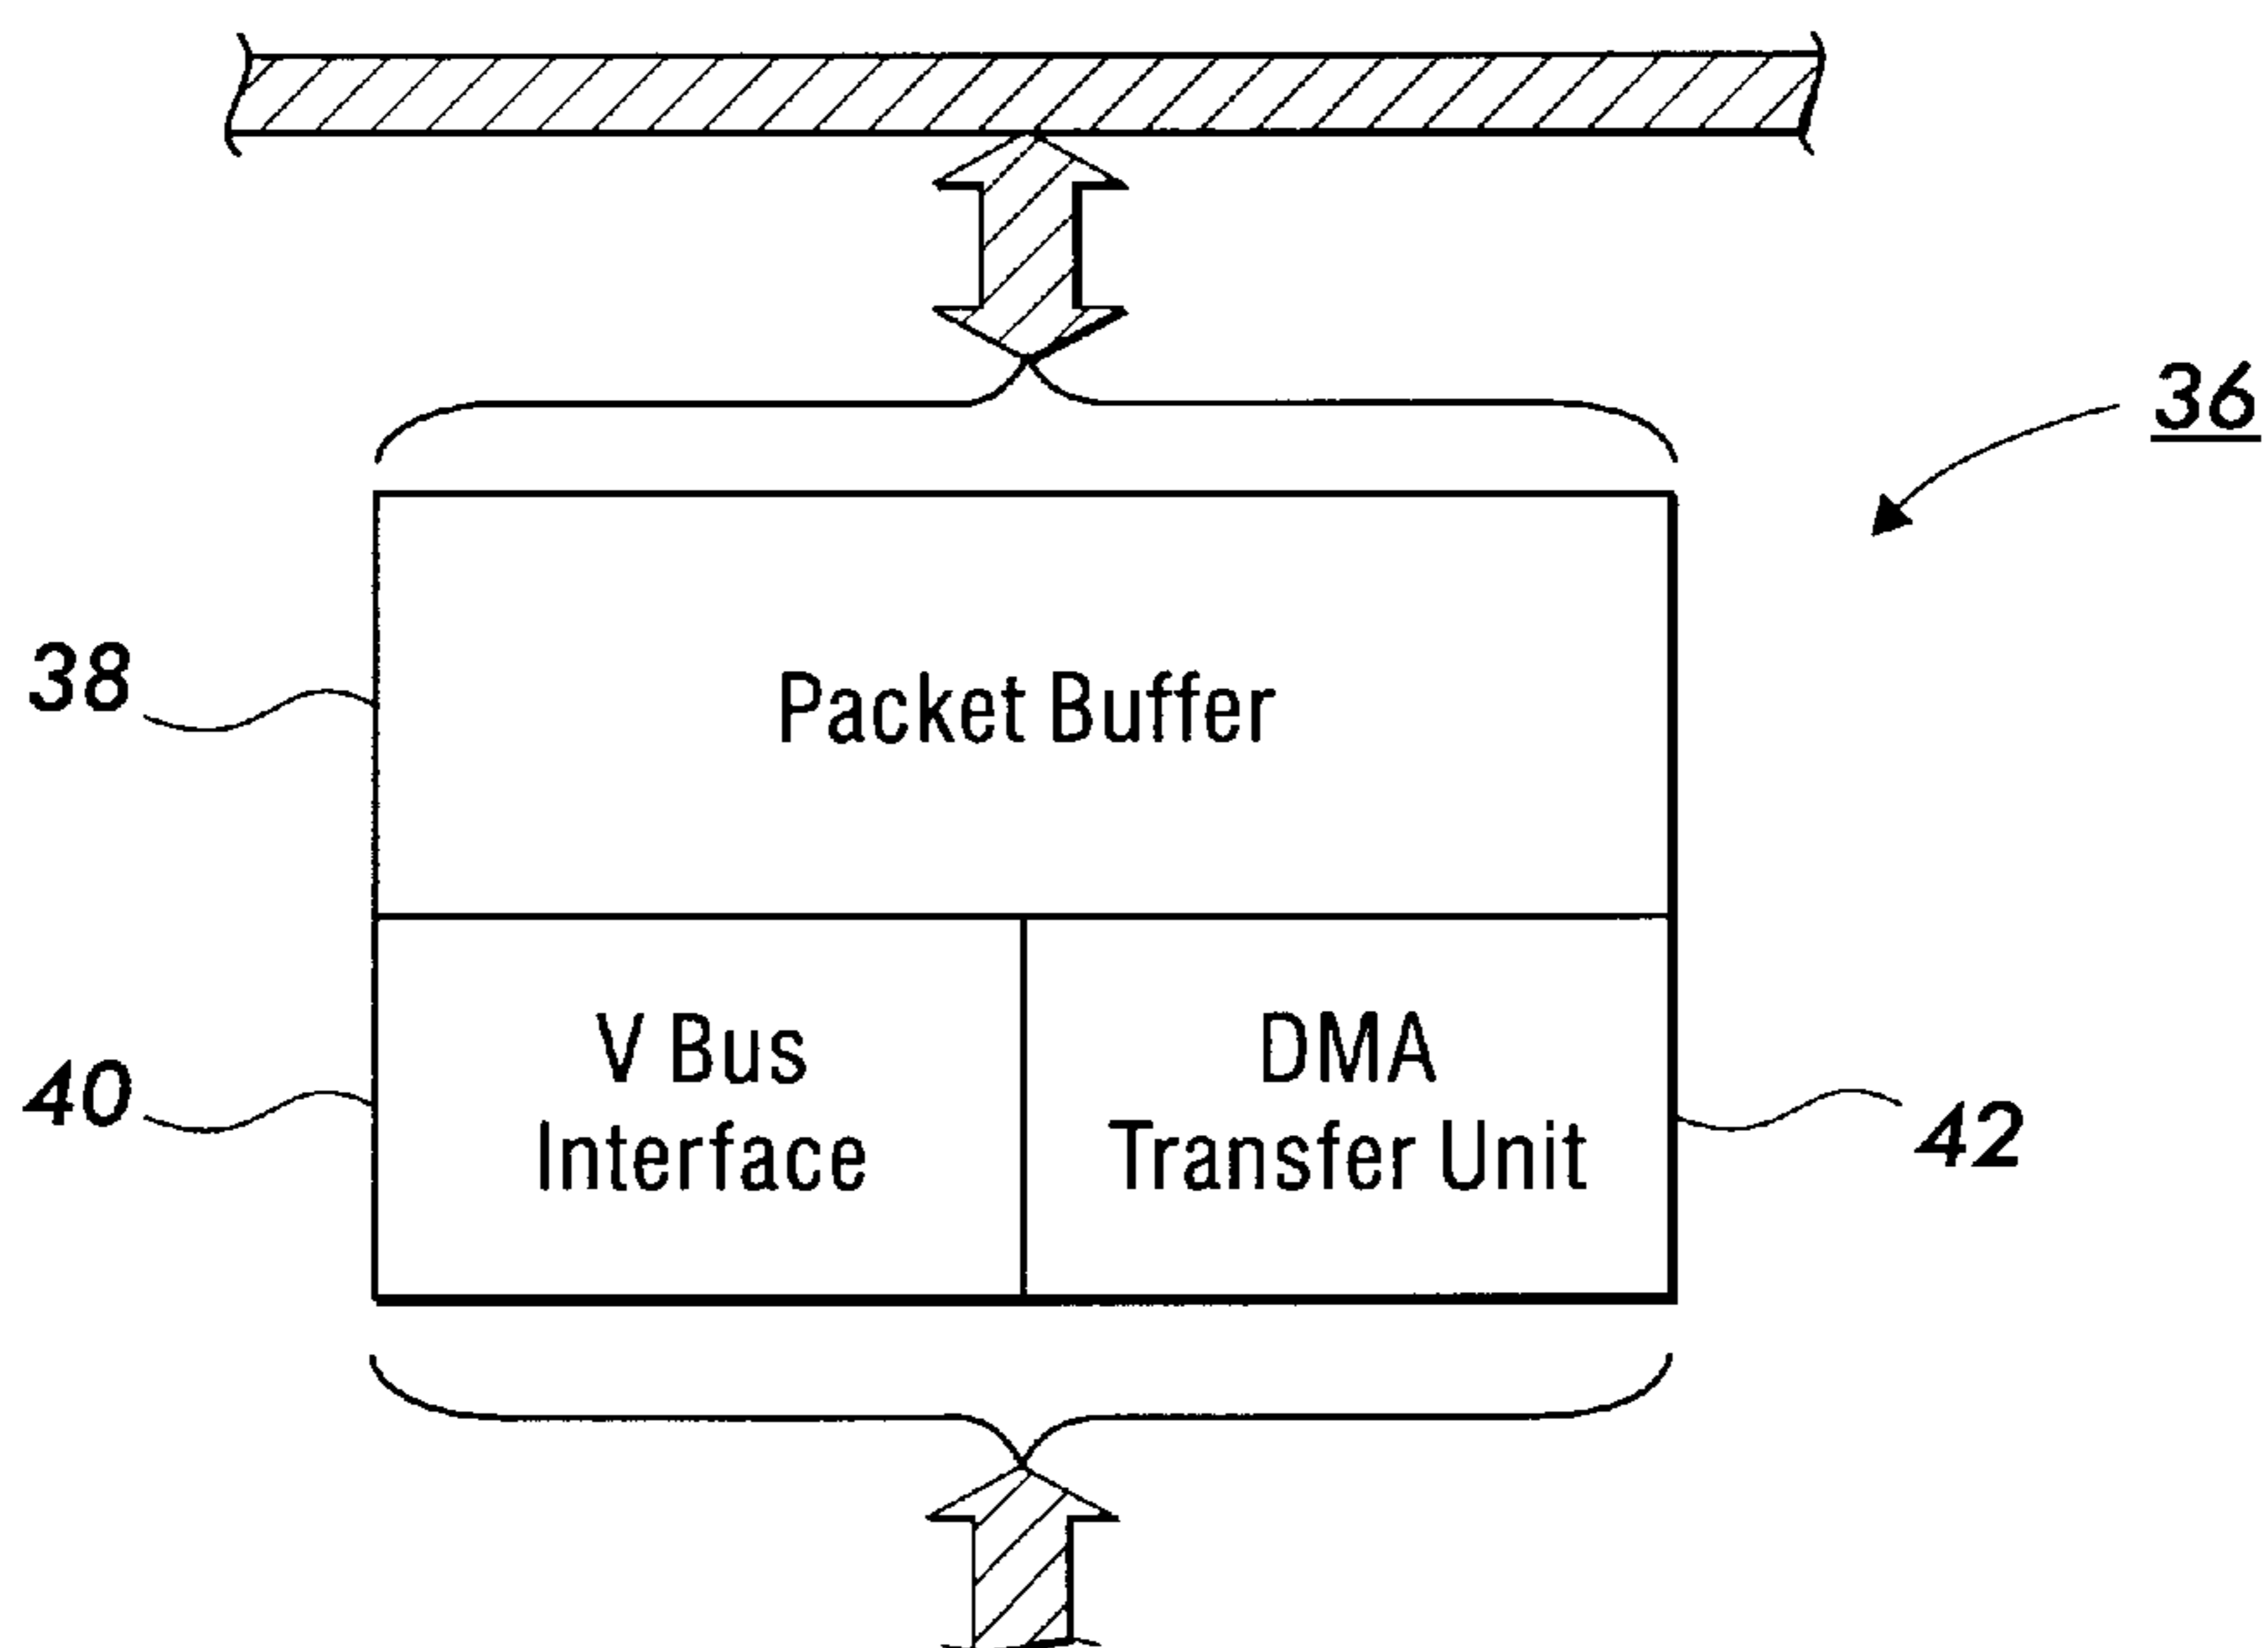 36
38
Packet Buffer
40
V Bus
Interface
DMA
Transfer Unit
42